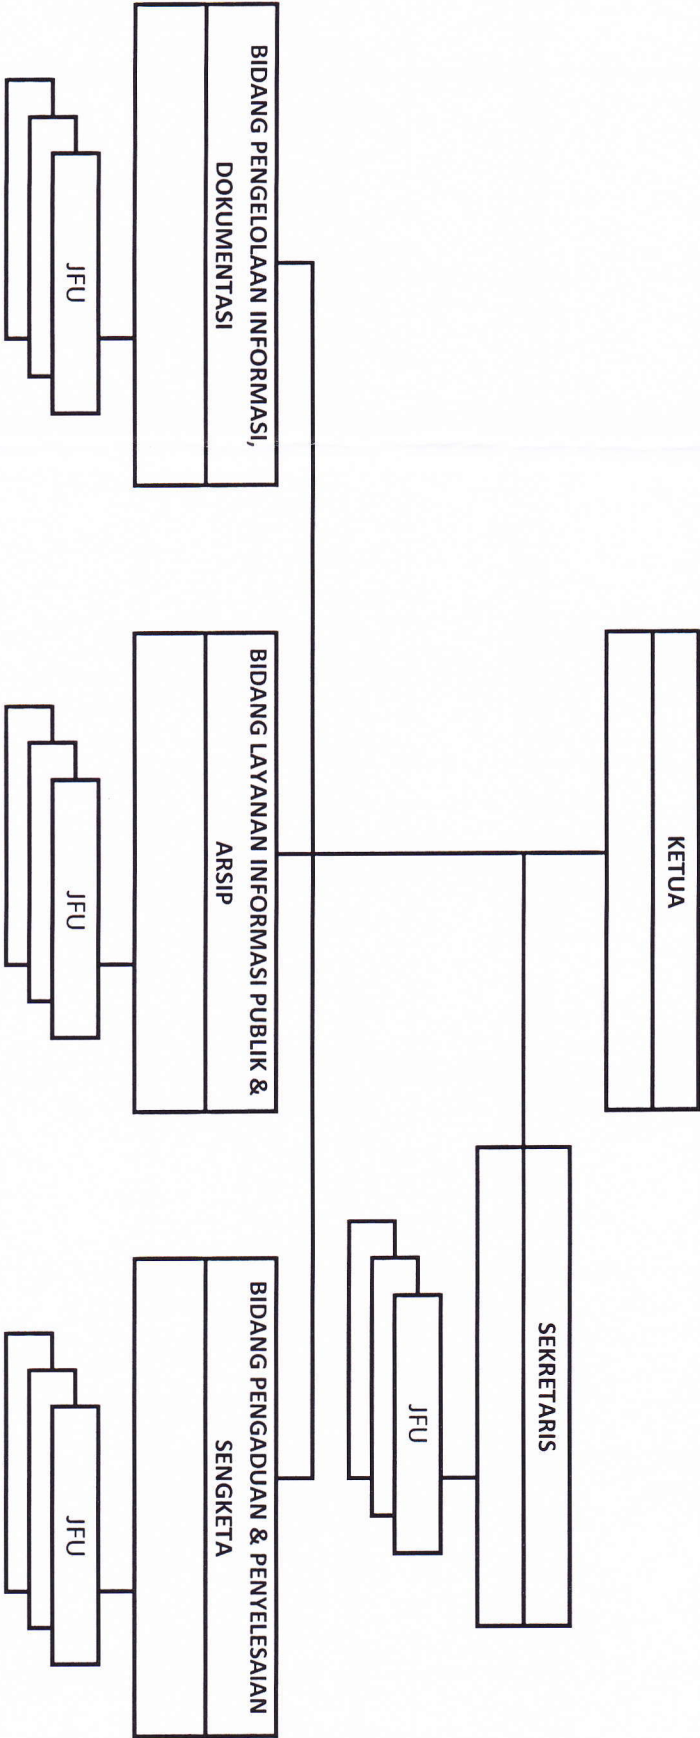 KETUA
SEKRETARIS
JFU
BIDANG PENGELOLAAN INFORMASI,
DOKUMENTASI
JFU
BIDANG LAYANAN INFORMASI PUBLIK &
ARSIP
JFU
BIDANG PENGADUAN & PENYELESAIAN
SENGKETA
JFU